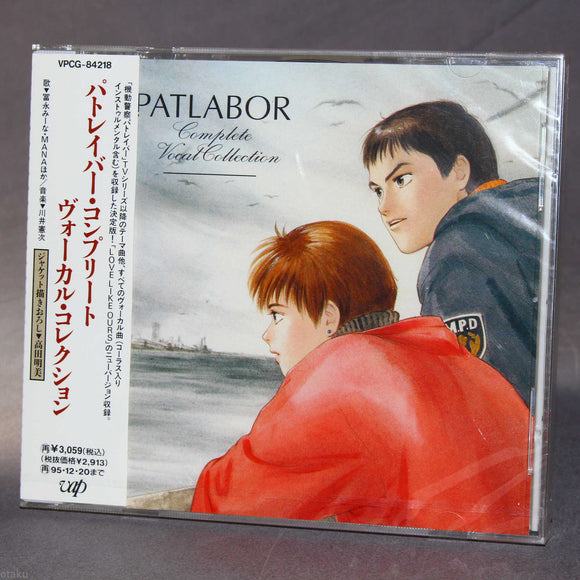 VPCG-84218
パトレイバー・コンプリート
ヴォーカル・コレクション
「機動警察パトレイバー」TVシリーズ以降のテーマ曲他、すべてのヴォーカル曲(コーラス入り
インストゥルメンタル含む)を収録した決定版!「LOVE LIKE OURS」のニューバージョン収録。
歌▼冨永みーな・MANAほか/音楽▼川井憲次
ジャケット描きおろし▼高田明美
再¥3,059(税込)
(税抜価格¥2,913)
再95・12・20まで
vap
PATLABOR
Complete
Vocal Collection
M.P.D
otaku